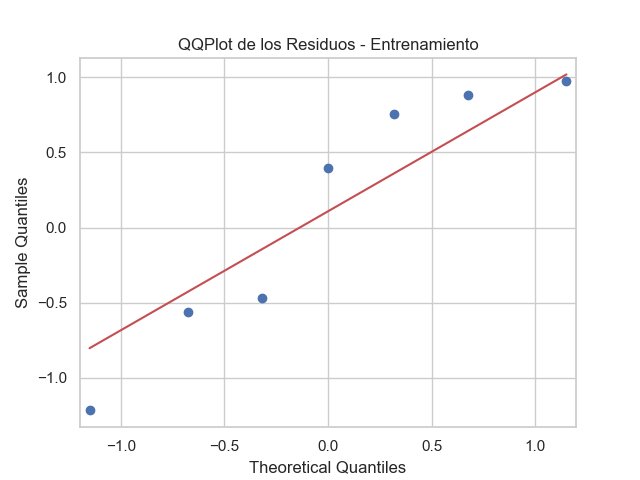 QQPlot de los Residuos - Entrenamiento
1.0
0.5
0.0
−0.5
−1.0
Sample Quantiles
−1.0 −0.5 0.0 0.5 1.0
Theoretical Quantiles